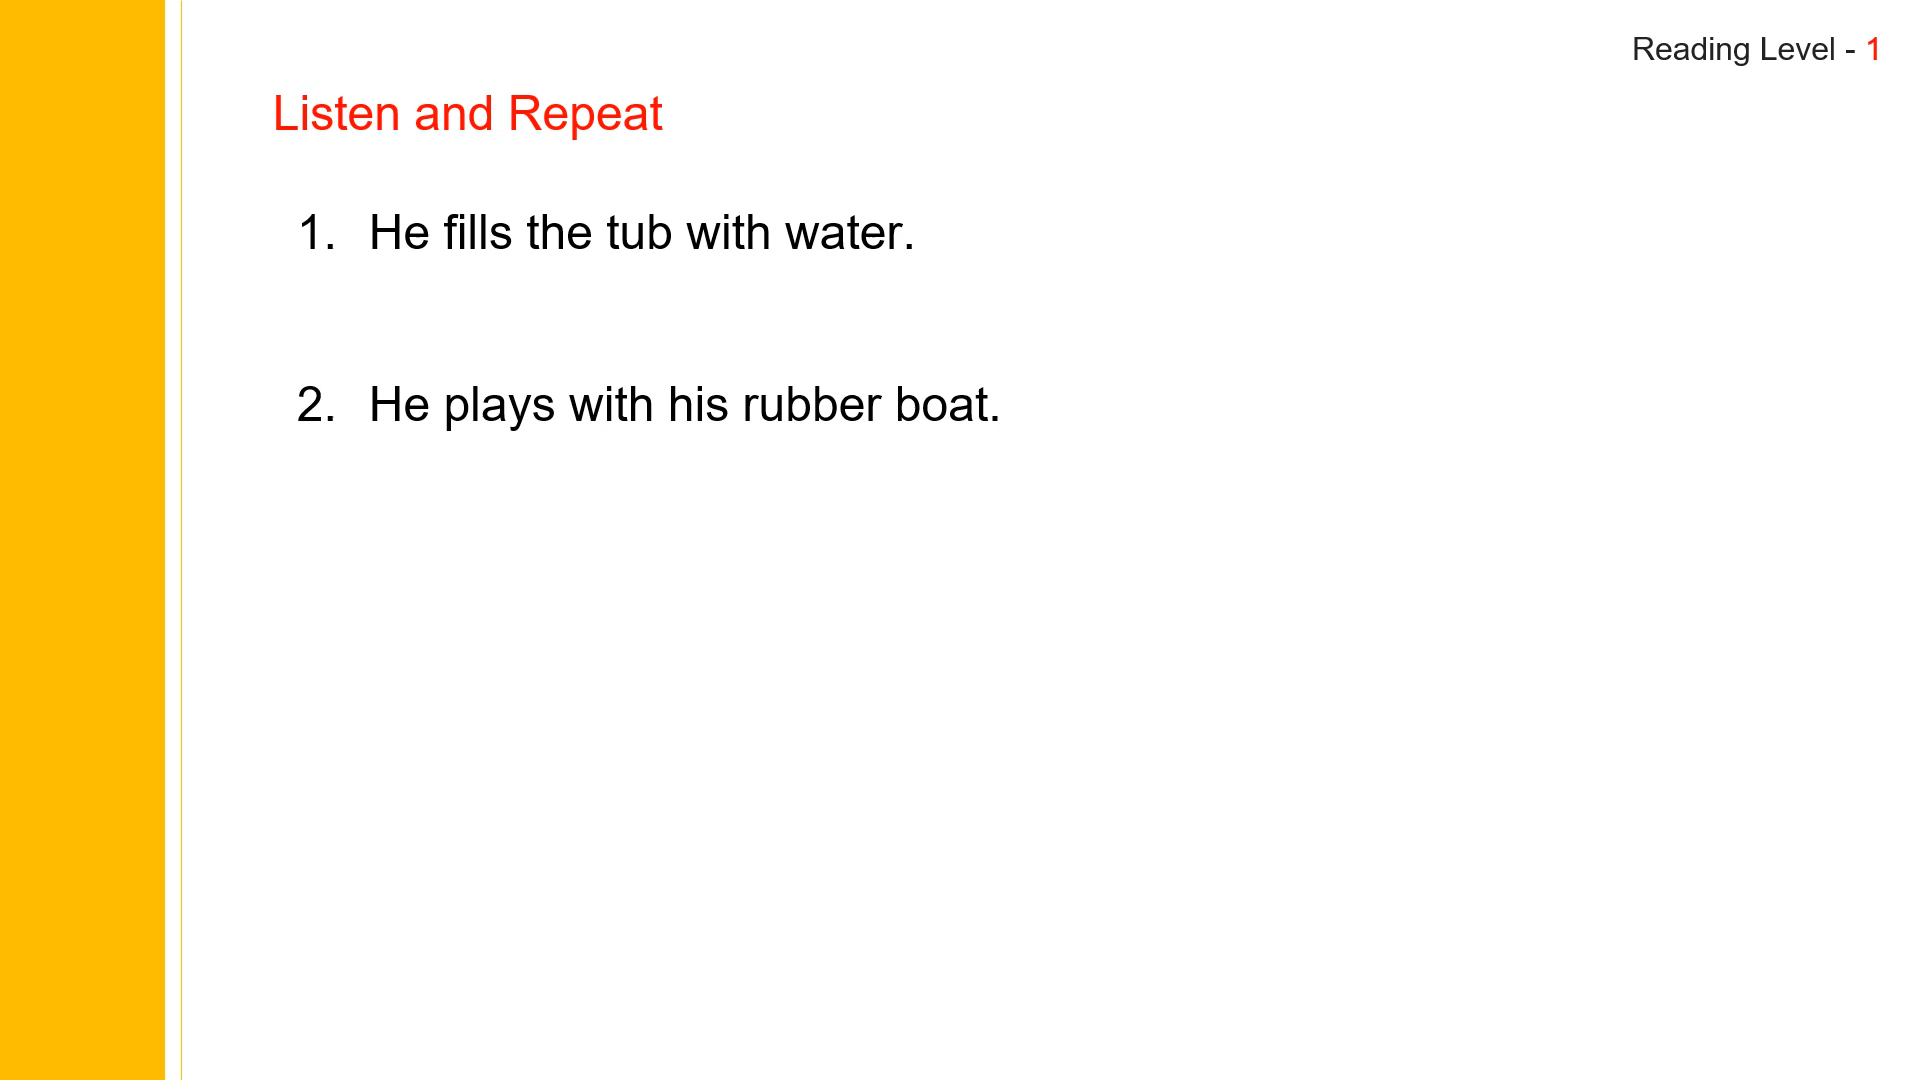 Reading Level - 1
Listen and Repeat
1. He fills the tub with water.
2. He plays with his rubber boat.